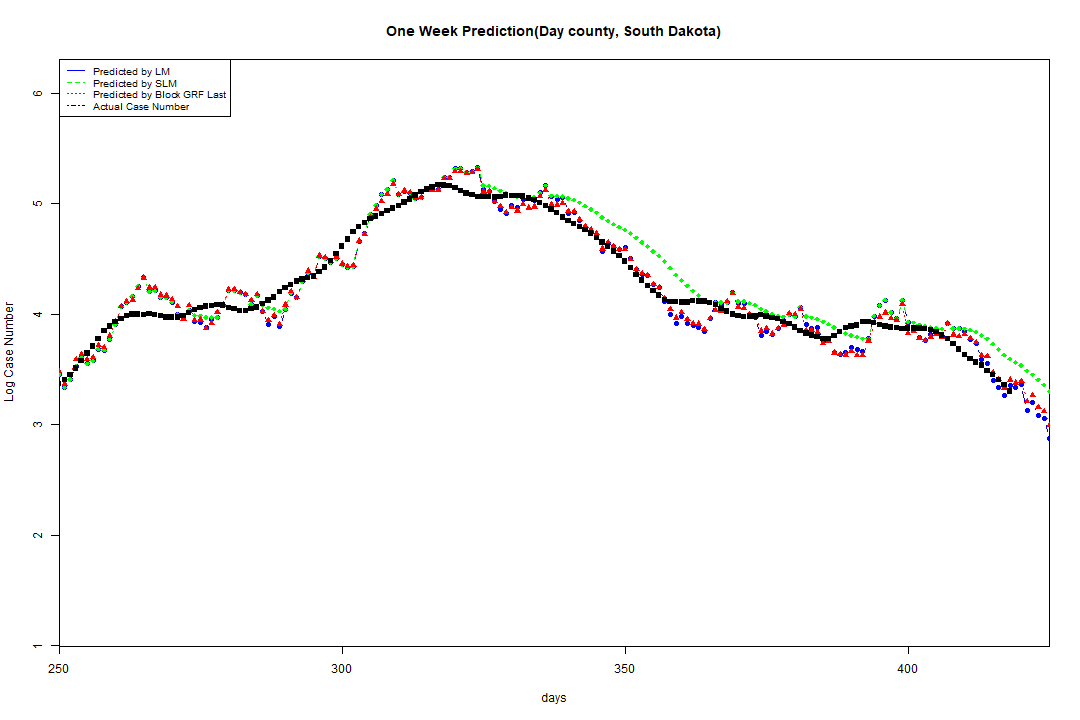 One Week Prediction(Day county, South Dakota)
Predicted by LM
Predicted by SLM
Predicted by Block GRF Last
Actual Case Number
6
5
4
3
2
1
Log Case Number
250
300
350
400
days